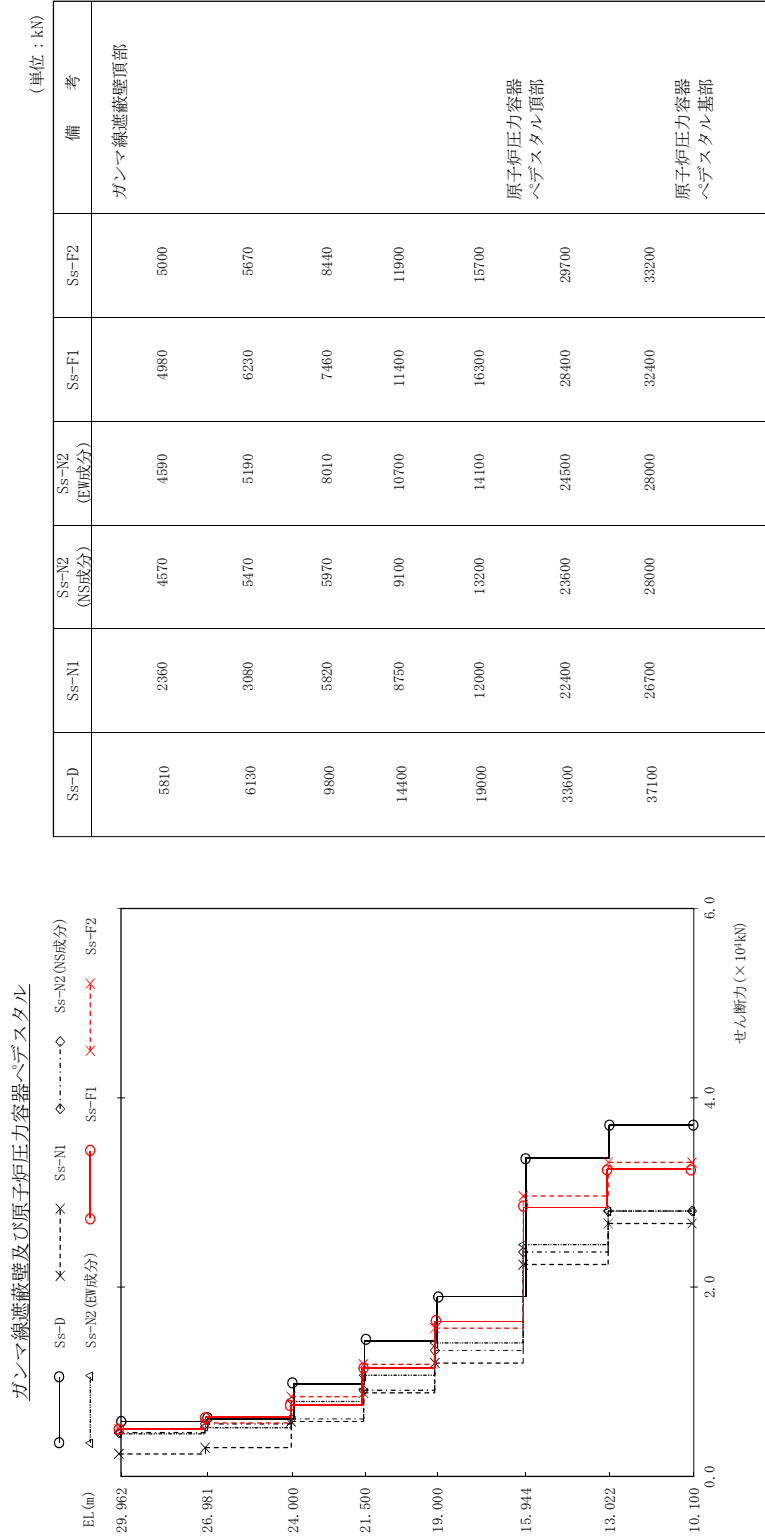 ガンマ線遮蔽壁及び原子炉圧力容器ペデスタル
Ss-D
Ss-N1
Ss-N2(NS成分)
Ss-N2(EW成分)
Ss-F1
Ss-F2
EL(m)
29.962
26.981
24.000
21.500
19.000
15.944
13.022
10.100
0.0
2.0
4.0
6.0
せん断力(×10⁴kN)
(単位：kN)
Ss-D Ss-N1 Ss-N2 (NS成分) Ss-N2 (EW成分) Ss-F1 Ss-F2 備 考
ガンマ線遮蔽壁頂部
5810 2360 4570 4590 4980 5000
6130 3080 5470 5190 6230 5670
9800 5820 5970 8010 7460 8440
14400 8750 9100 10700 11400 11900
19000 12000 13200 14100 16300 15700
原子炉圧力容器
ペデスタル頂部
33600 22400 23600 24500 28400 29700
37100 26700 28000 28000 32400 33200
原子炉圧力容器
ペデスタル基部